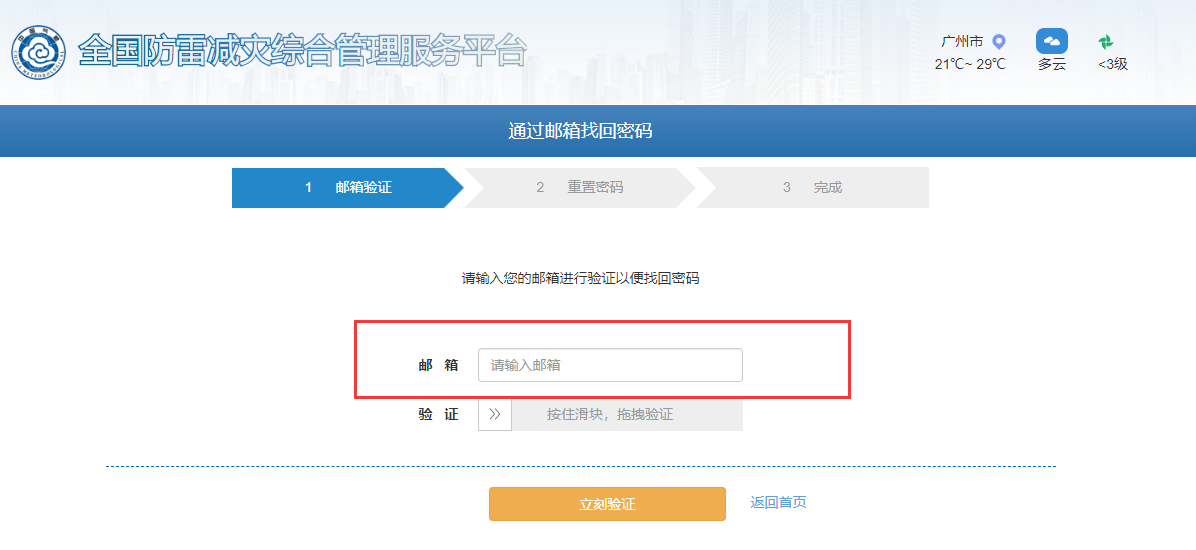 全国防雷减灾综合管理服务平台
广州市
21℃~ 29℃ 多云 <3级
通过邮箱找回密码
1 邮箱验证 2 重置密码 3 完成
请输入您的邮箱进行验证以便找回密码
邮 箱 请输入邮箱
验 证 >> 按住滑块，拖拽验证
立刻验证 返回首页